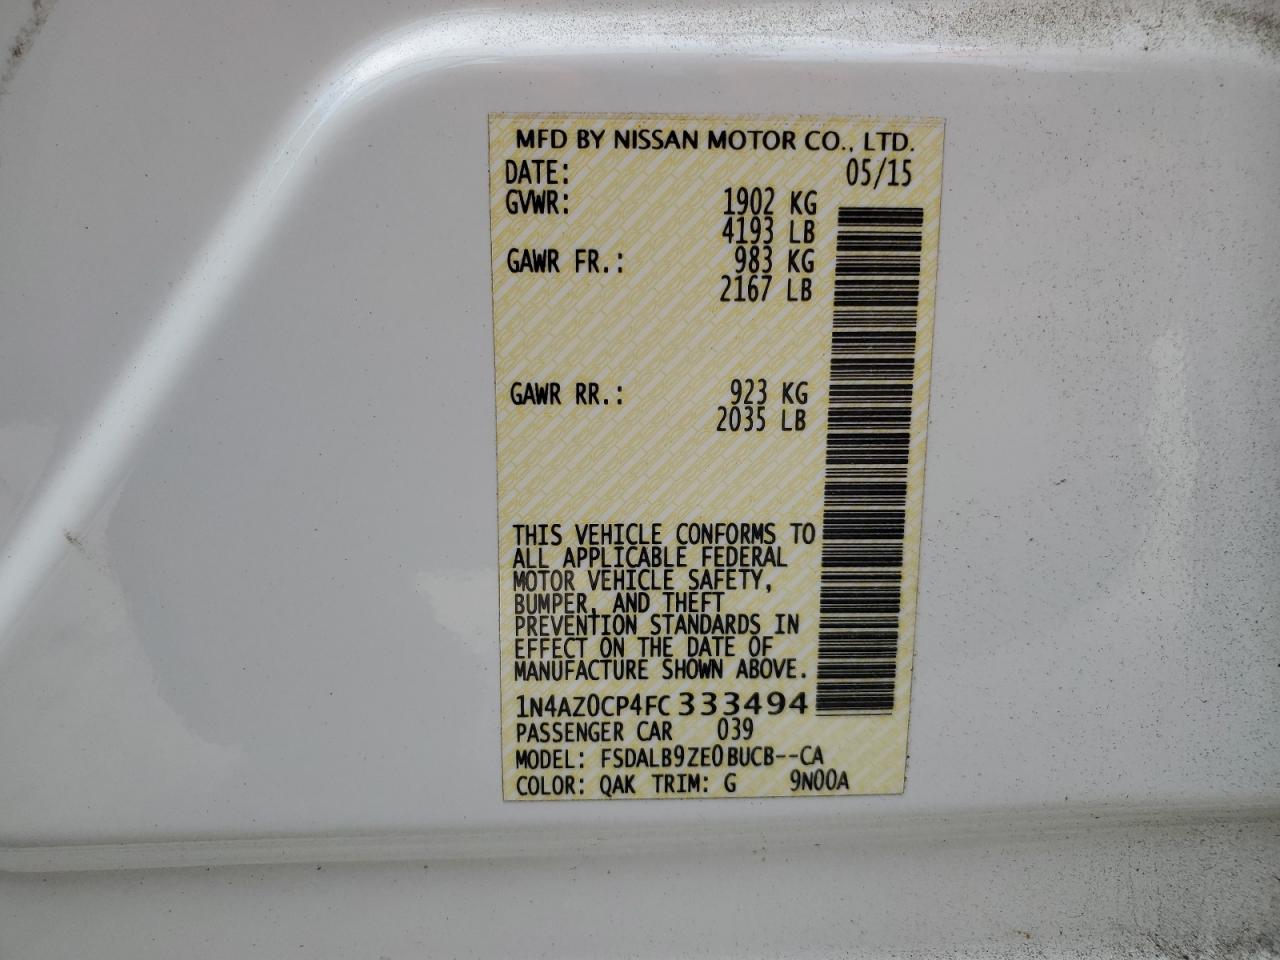 MFD BY NISSAN MOTOR CO., LTD.
DATE: 05/15
GVWR: 1902 KG
4193 LB
GAWR FR.: 983 KG
2167 LB
GAWR RR.: 923 KG
2035 LB
THIS VEHICLE CONFORMS TO
ALL APPLICABLE FEDERAL
MOTOR VEHICLE SAFETY,
BUMPER, AND THEFT
PREVENTION STANDARDS IN
EFFECT ON THE DATE OF
MANUFACTURE SHOWN ABOVE.
1N4AZ0CP4FC333494
PASSENGER CAR 039
MODEL: FSDALB9ZE0BUCB--CA
COLOR: QAK TRIM: G 9N00A